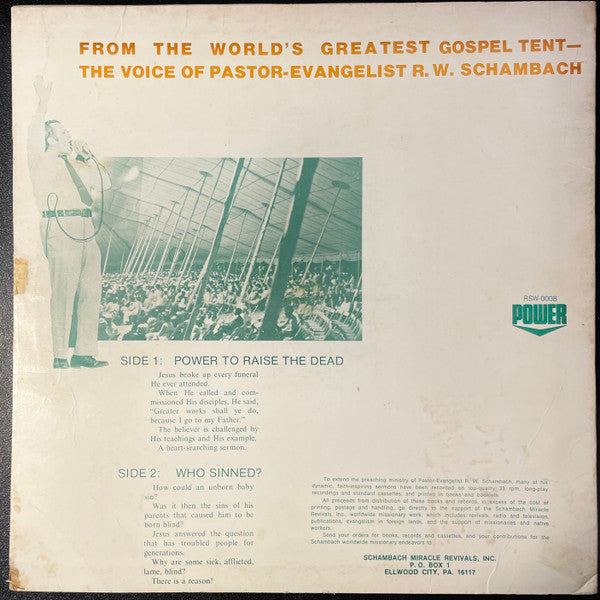 FROM THE WORLD'S GREATEST GOSPEL TENT—
THE VOICE OF PASTOR-EVANGELIST R. W. SCHAMBACH
RSW-0008
POWER
SIDE 1: POWER TO RAISE THE DEAD
Jesus broke up every funeral
He ever attended.
When He called and com-
missioned His disciples, He said,
"Greater works shall ye do,
because I go to my Father."
The believer is challenged by
His teachings and His example.
A heart-searching sermon.
SIDE 2: WHO SINNED?
How could an unborn baby
sin?
Was it then the sins of his
parents that caused him to be
born blind?
Jesus answered the question
that has troubled people for
generations.
Why are some sick, afflicted,
lame, blind?
There is a reason!
To extend the preaching ministry of Pastor-Evangelist R. W. Schambach, many of his
dynamic, faith-inspiring sermons have been recorded on top-quality 33 rpm, long-play
recordings and standard cassettes, and printed in books and booklets.
All proceeds from distribution of these books and records, in excess of the cost of
printing, postage and handling, go directly to the support of the Schambach Miracle
Revivals, Inc., worldwide missionary work, which includes revivals, radio and television,
publications, evangelism in foreign lands, and the support of missionaries and native
workers.
Send your orders for books, records and cassettes, and your contributions for the
Schambach worldwide missionary endeavors to
SCHAMBACH MIRACLE REVIVALS, INC.
P. O. BOX 1
ELLWOOD CITY, PA. 16117